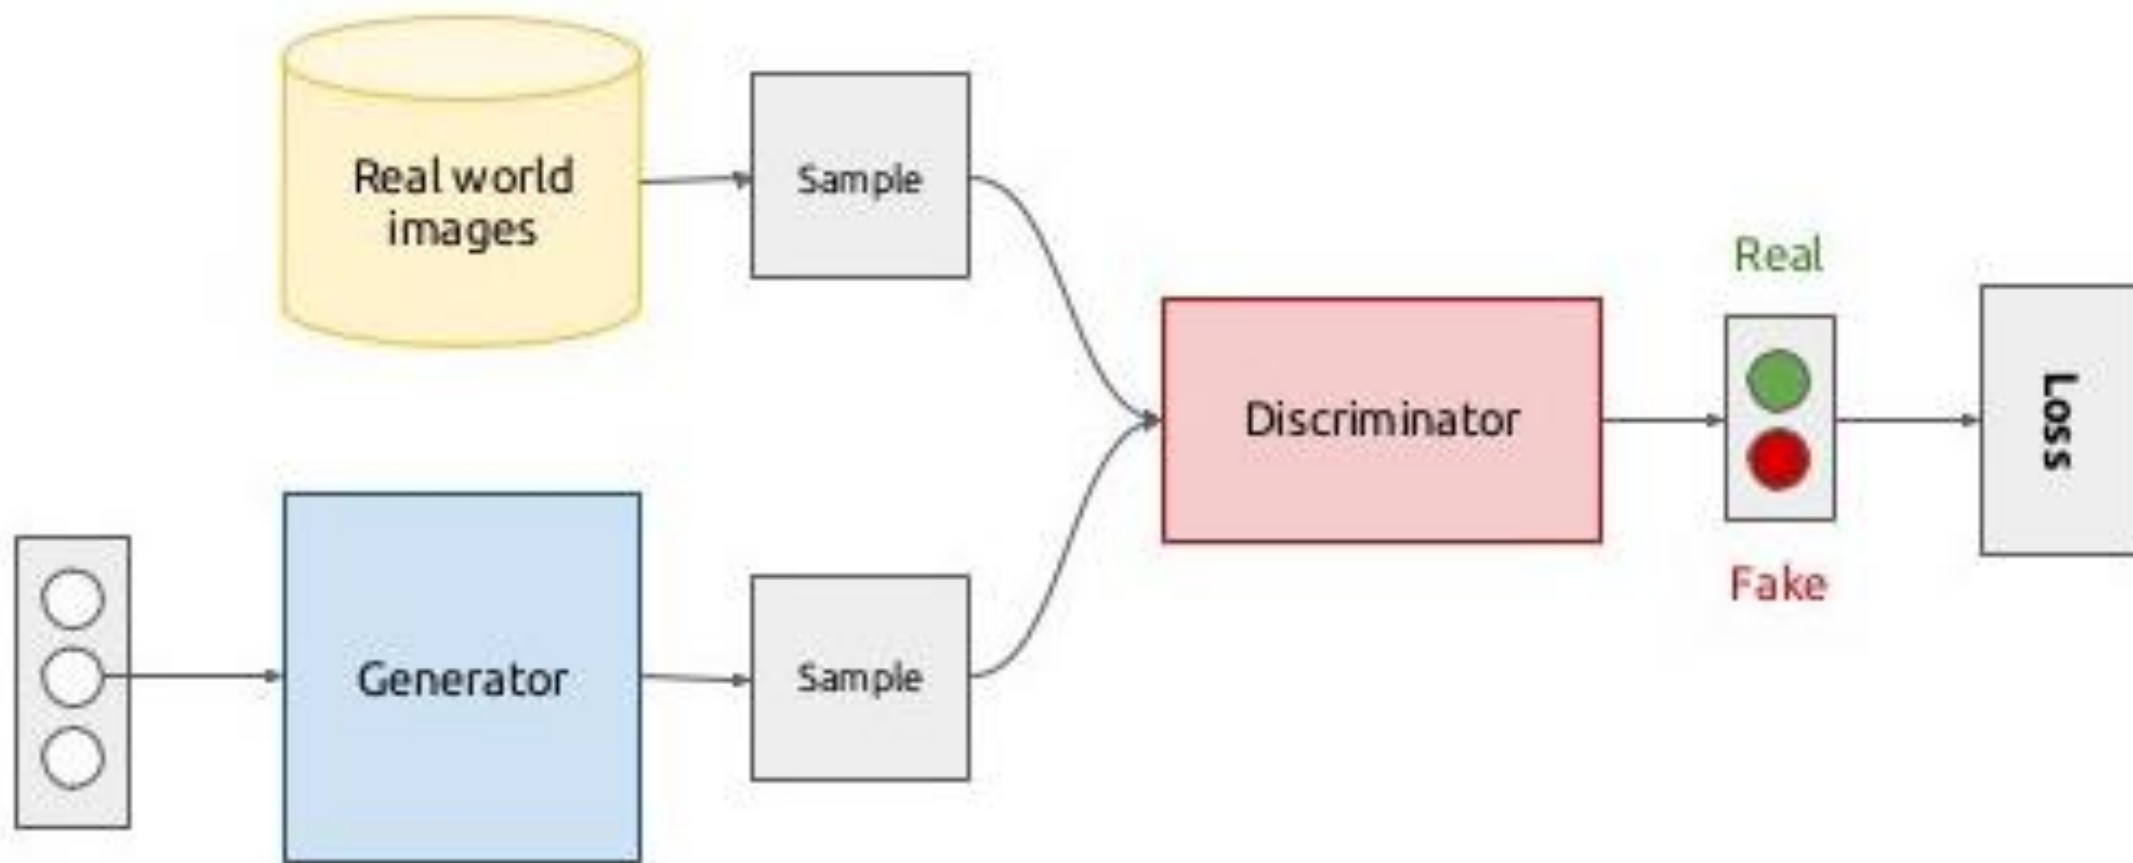 Real world
images
Sample
Real
Discriminator
Loss
Fake
Generator
Sample